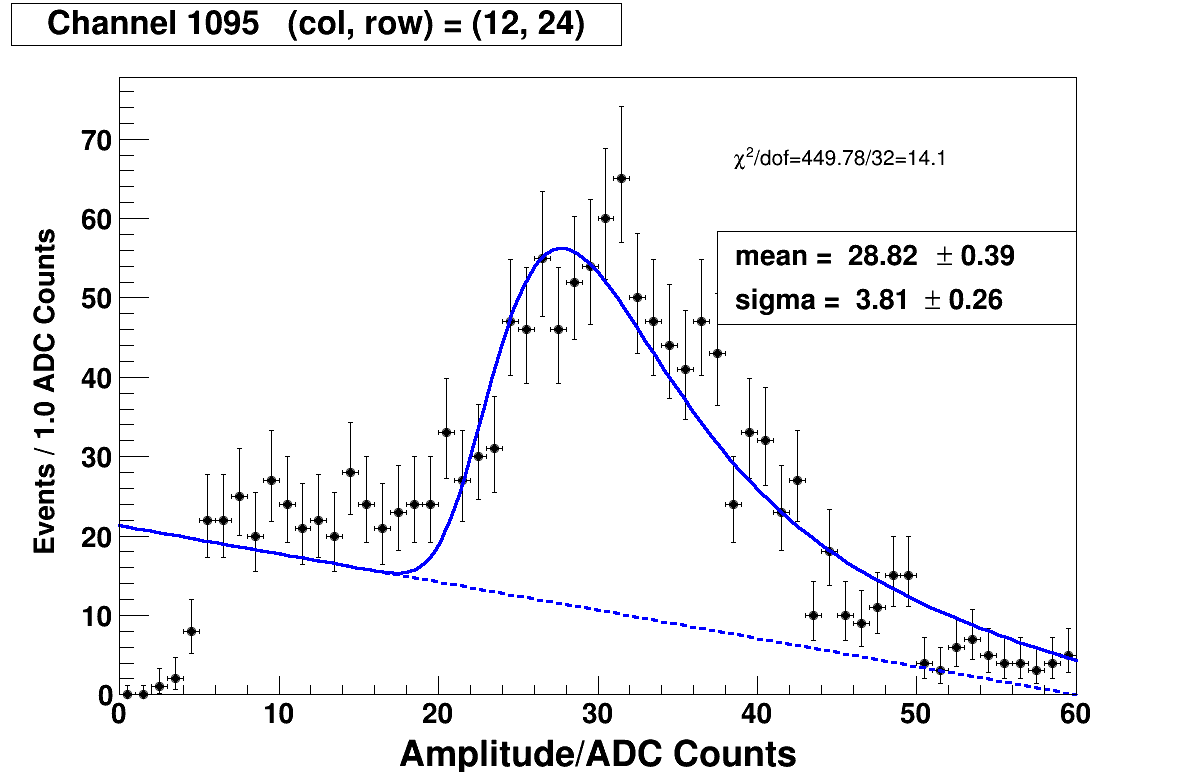 Channel 1095 (col, row) = (12, 24)
70
60
50
40
30
20
10
0
Events / 1.0 ADC Counts
χ²/dof=449.78/32=14.1
mean = 28.82 ± 0.39
sigma = 3.81 ± 0.26
0 10 20 30 40 50 60
Amplitude/ADC Counts